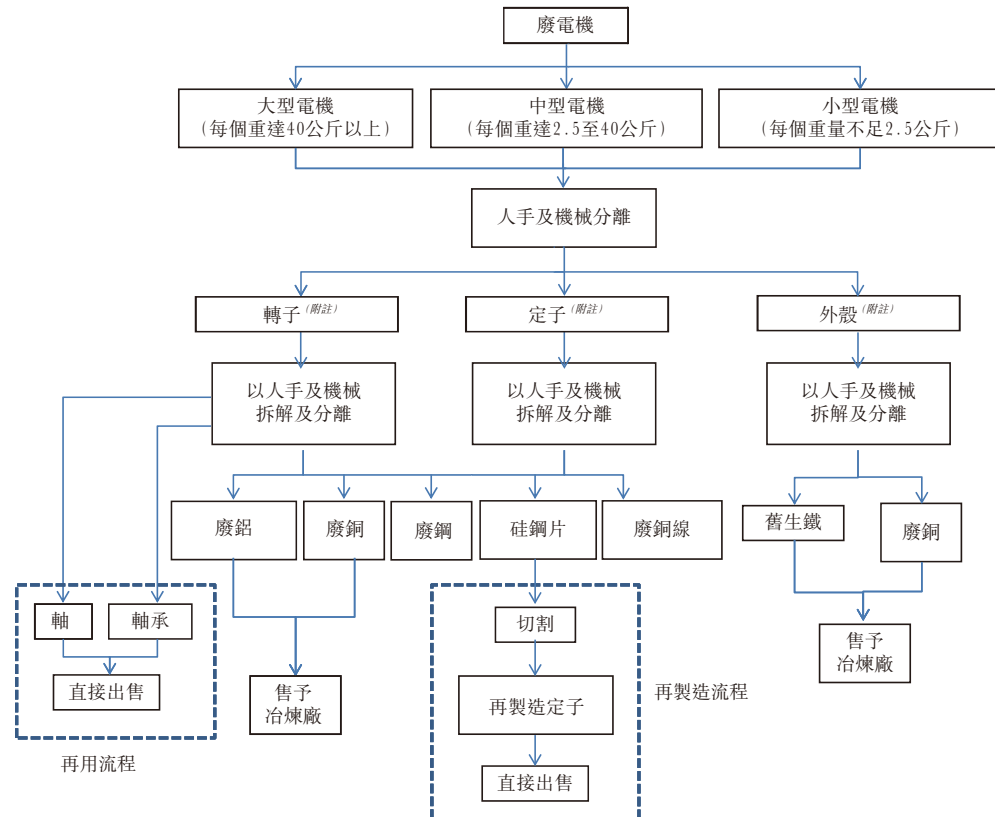 廢電機
大型電機
(每個重達40公斤以上)
中型電機
(每個重達2.5至40公斤)
小型電機
(每個重量不足2.5公斤)
人手及機械分離
轉子(附註)
定子(附註)
外殼(附註)
以人手及機械
拆解及分離
以人手及機械
拆解及分離
以人手及機械
拆解及分離
廢鋁
廢銅
廢鋼
硅鋼片
廢銅線
舊生鐵
廢銅
軸
軸承
直接出售
再用流程
售予
冶煉廠
切割
再製造定子
直接出售
再製造流程
售予
冶煉廠